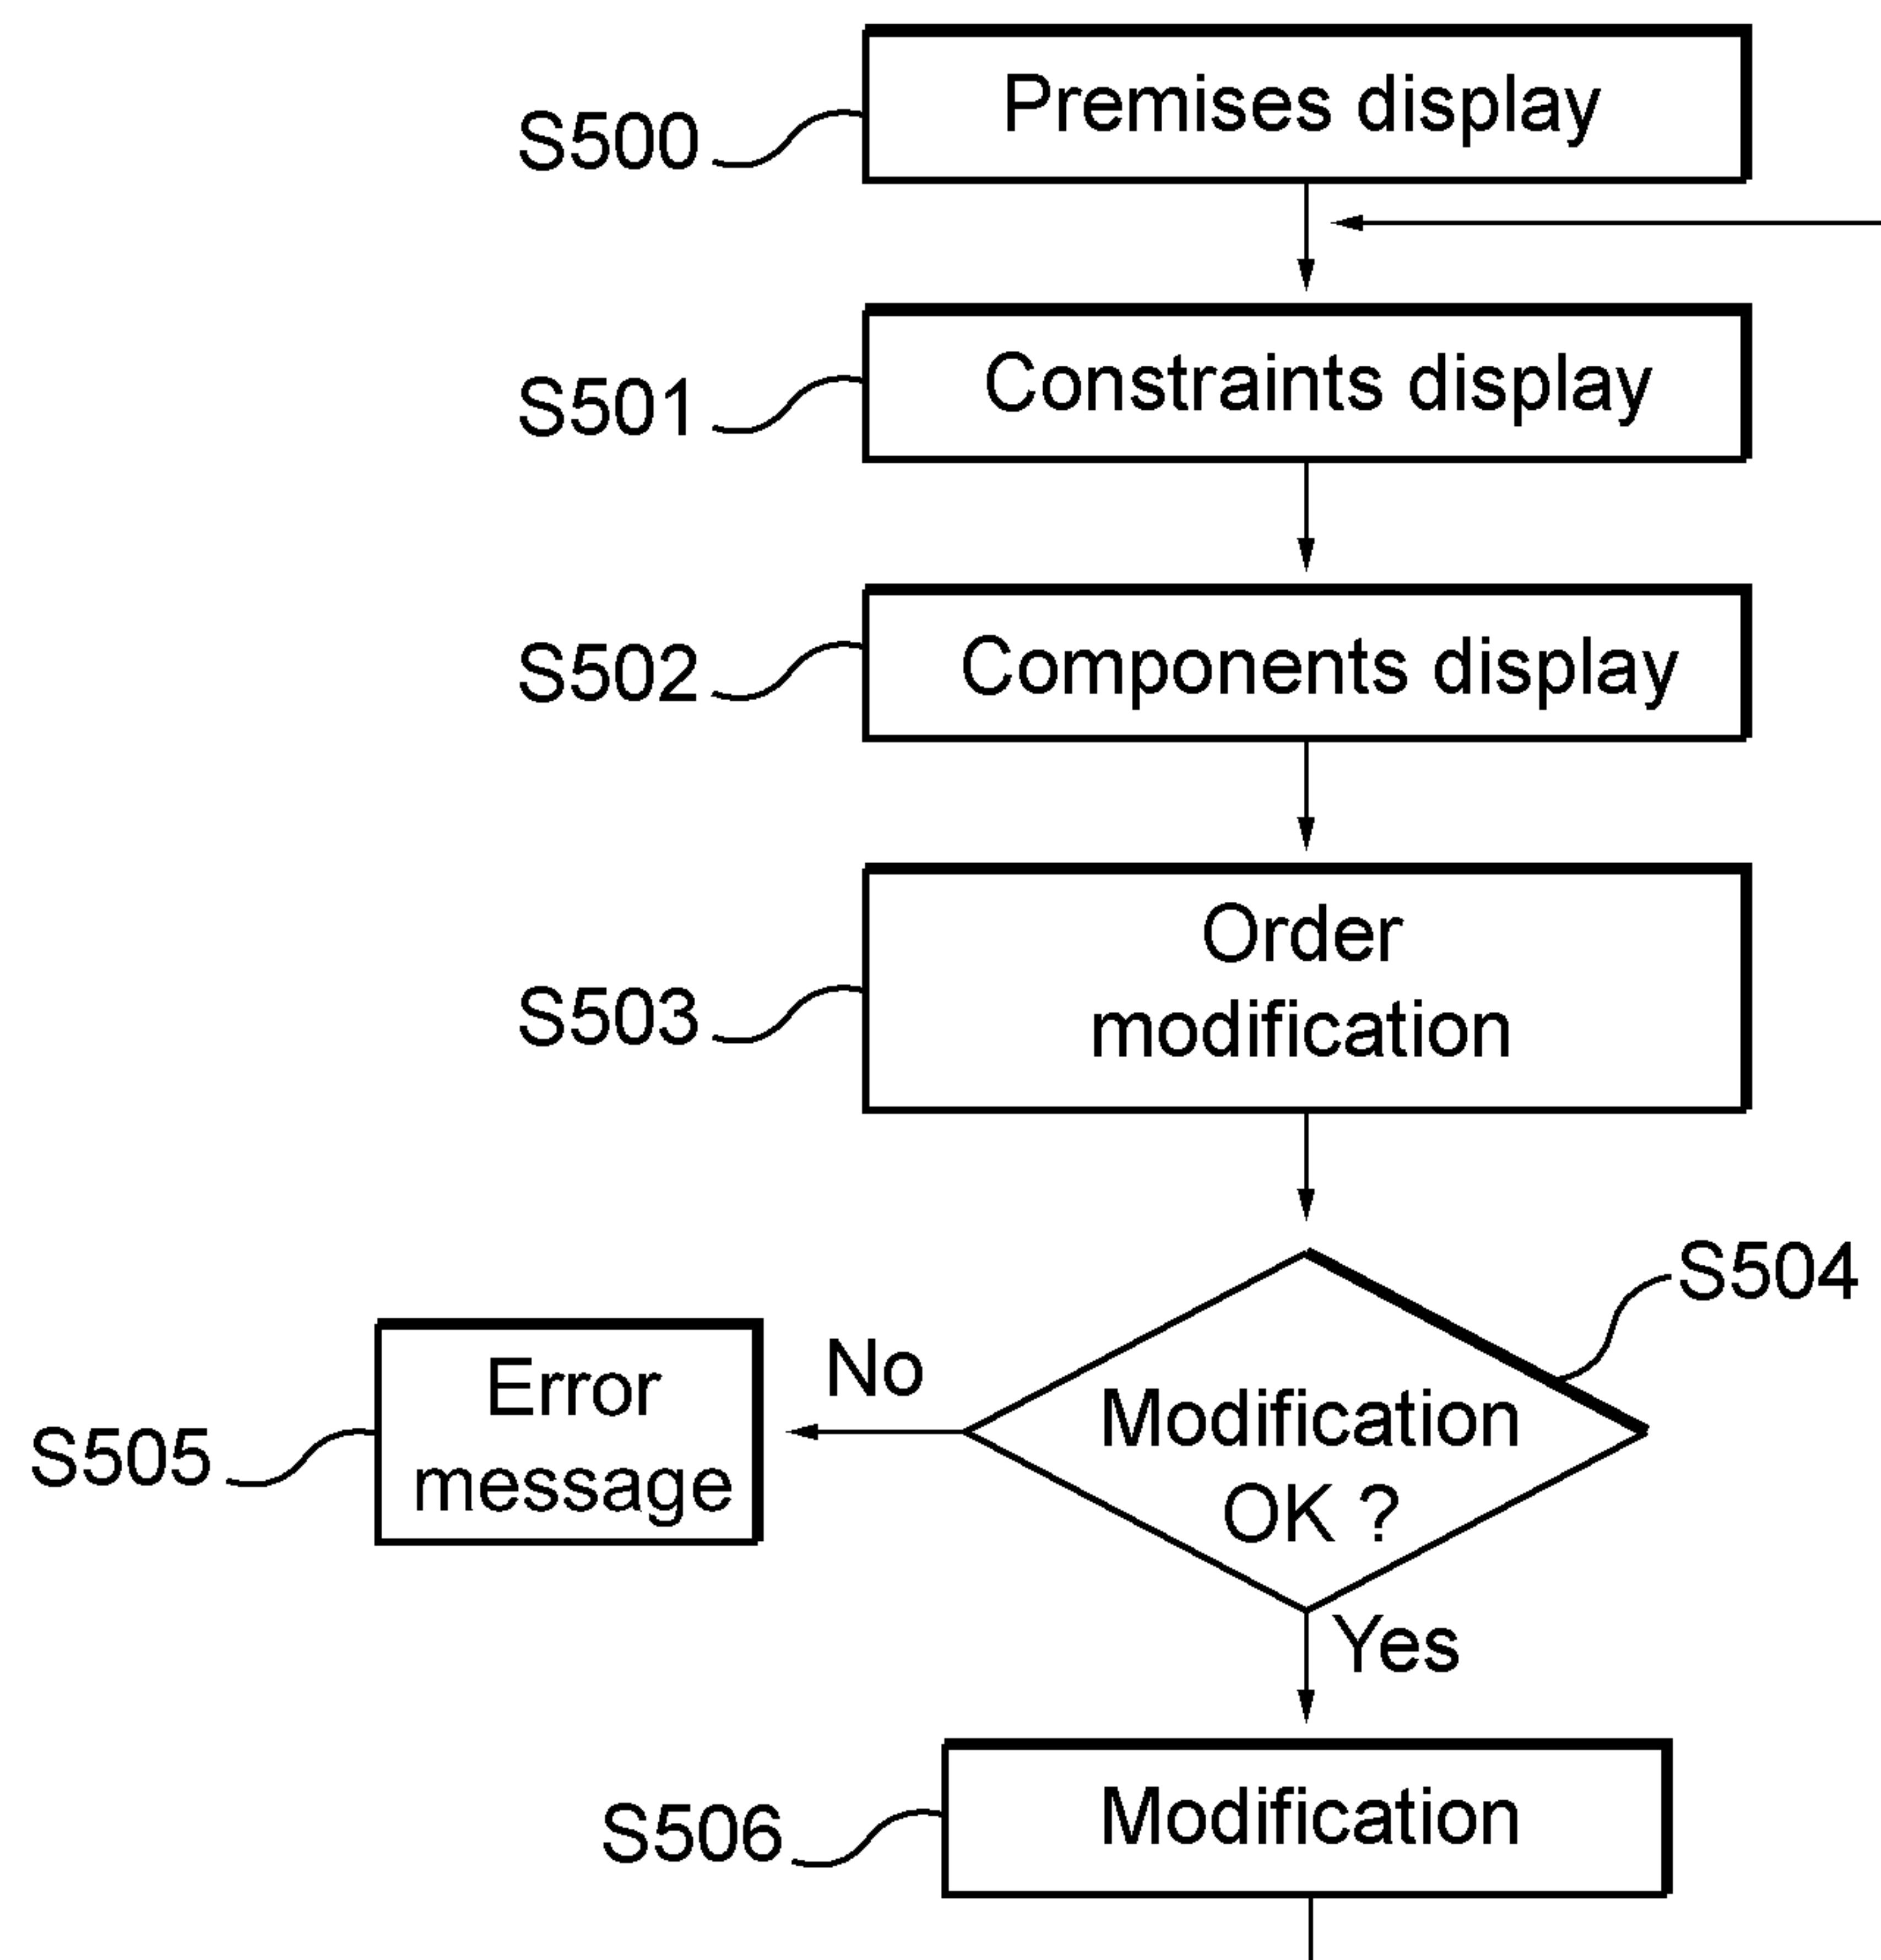 Premises display
S500
Constraints display
S501
Components display
S502
Order
modification
S503
S504
Modification
OK ?
No
Error
message
S505
Yes
Modification
S506